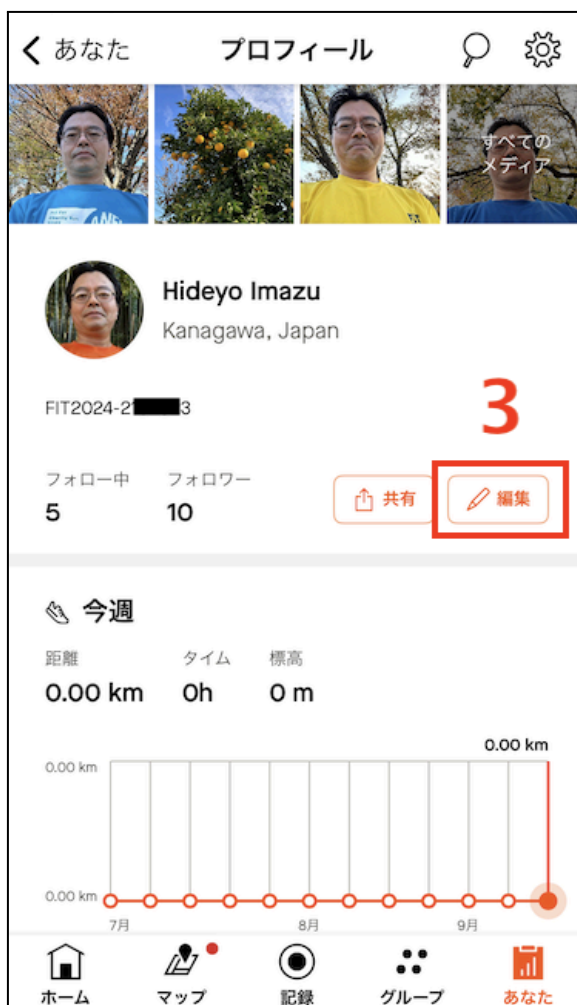 あなた
プロフィール
すべての
メディア
Hideyo Imazu
Kanagawa, Japan
FIT2024-2 3
3
フォロー中
フォロワー
5
10
共有
編集
今週
距離
タイム
標高
0.00 km
0h
0 m
0.00 km
0.00 km
0.00 km
7月
8月
9月
ホーム
マップ
記録
グループ
あなた